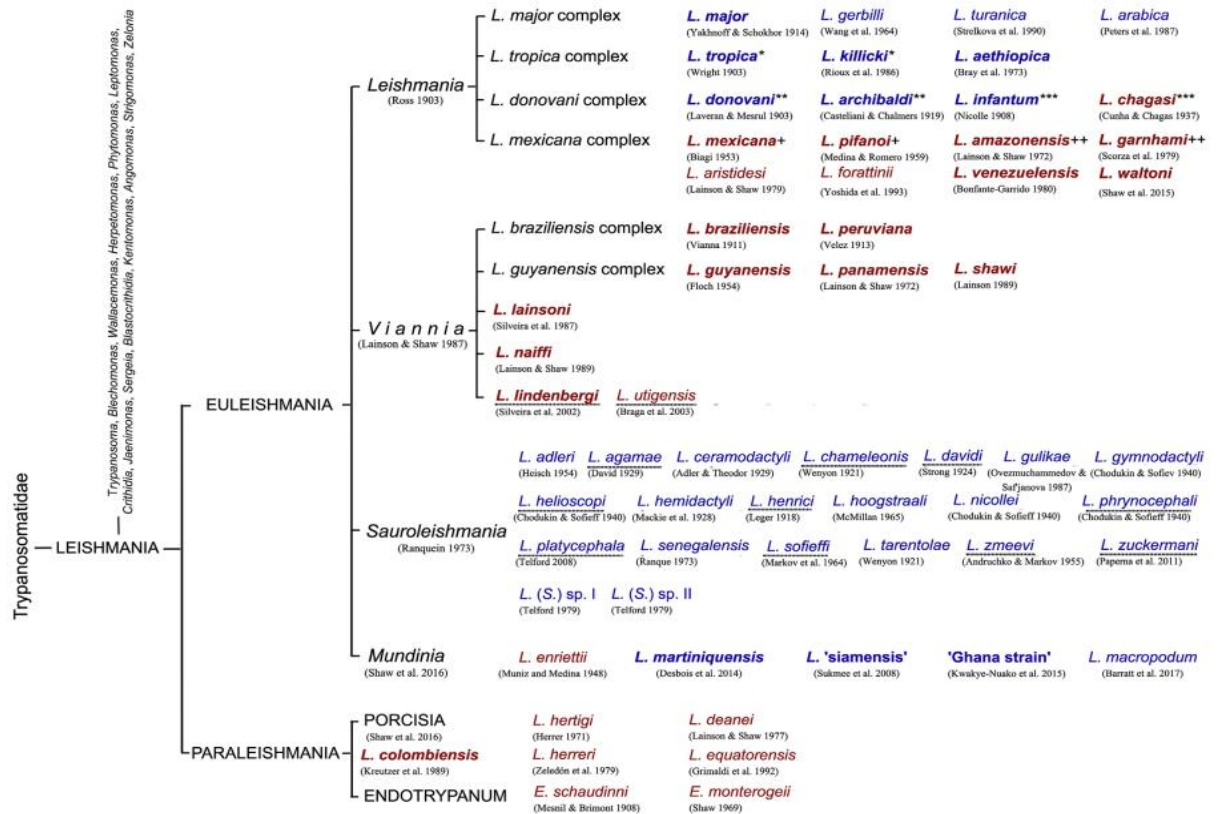 Trypanosomatidae
LEISHMANIA
Trypanosoma, Blechomonas, Wallacemonas, Herpetomonas, Phytomonas, Leptomonas,
Crithidia, Jaenimonas, Sergeia, Blastocrithidia, Kentomonas, Angomonas, Strigomonas, Zelonia
EULEISHMANIA
Leishmania
(Ross 1903)
L. major complex
L. major
L. gerbilli
L. turanica
L. arabica
(Yakhnoff & Schokhor 1914)
(Wang et al. 1964)
(Strelkova et al. 1990)
(Peters et al. 1987)
L. tropica complex
L. tropica*
L. killicki*
L. aethiopica
(Wright 1903)
(Rioux et al. 1986)
(Bray et al. 1973)
L. donovani complex
L. donovani**
L. archibaldi**
L. infantum***
L. chagasi***
(Laveran & Mesrul 1903)
(Casteliani & Chalmers 1919)
(Nicolle 1908)
(Cunha & Chagas 1937)
L. mexicana complex
L. mexicana+
L. pifanoi+
L. amazonensis++
L. garnhami++
(Biagi 1953)
(Medina & Romero 1959)
(Lainson & Shaw 1972)
(Scorza et al. 1979)
L. aristidesi
L. forattinii
L. venezuelensis
L. waltoni
(Lainson & Shaw 1979)
(Yoshida et al. 1993)
(Bonfante-Garrido 1980)
(Shaw et al. 2015)
Viannia
(Lainson & Shaw 1987)
L. braziliensis complex
L. braziliensis
L. peruviana
(Vianna 1911)
(Velez 1913)
L. guyanensis complex
L. guyanensis
L. panamensis
L. shawi
(Floch 1954)
(Lainson & Shaw 1972)
(Lainson 1989)
L. lainsoni
(Silveira et al. 1987)
L. naiffi
(Lainson & Shaw 1989)
L. lindenbergi
L. utigensis
(Silveira et al. 2002)
(Braga et al. 2003)
Sauroleishmania
(Ranquein 1973)
L. adleri
L. agamae
L. ceramodactyli
L. chameleonis
L. davidi
L. gulikae
L. gymnodactyli
(Heisch 1954)
(David 1929)
(Adler & Theodor 1929)
(Wenyon 1921)
(Strong 1924)
(Ovezmuchammedov &
Saf'janova 1987)
(Chodukin & Sofiev 1940)
L. helioscopi
L. hemidactyli
L. henrici
L. hoogstraali
L. nicollei
L. phrynocephali
(Chodukin & Sofieff 1940)
(Mackie et al. 1928)
(Leger 1918)
(McMillan 1965)
(Chodukin & Sofieff 1940)
(Chodukin & Sofieff 1940)
L. platycephala
L. senegalensis
L. sofieffi
L. tarentolae
L. zmeevi
L. zuckermani
(Telford 2008)
(Ranque 1973)
(Markov et al. 1964)
(Wenyon 1921)
(Andruchko & Markov 1955)
(Paperna et al. 2011)
L. (S.) sp. I
L. (S.) sp. II
(Telford 1979)
(Telford 1979)
Mundinia
(Shaw et al. 2016)
L. enriettii
L. martiniquensis
L. 'siamensis'
'Ghana strain'
L. macropodum
(Muniz and Medina 1948)
(Desbois et al. 2014)
(Sukmee et al. 2008)
(Kwakye-Nuako et al. 2015)
(Barratt et al. 2017)
PARALEISHMANIA
PORCISIA
L. hertigi
L. deanei
(Shaw et al. 2016)
(Herrer 1971)
(Lainson & Shaw 1977)
L. colombiensis
L. herreri
L. equatorensis
(Kreutzer et al. 1989)
(Zeledón et al. 1979)
(Grimaldi et al. 1992)
ENDOTRYPANUM
E. schaudinni
E. monterogeii
(Mesnil & Brimont 1908)
(Shaw 1969)